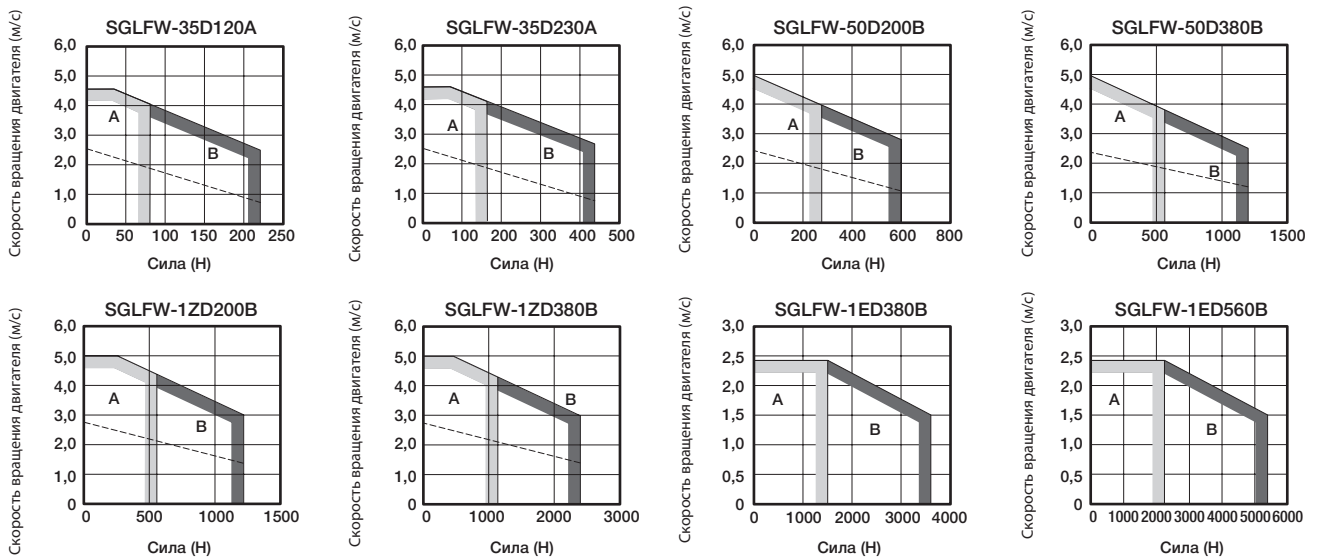 SGLFW-35D120A
Скорость вращения двигателя (м/с)
6,0
5,0
4,0
3,0
2,0
1,0
0
A
B
0 50 100 150 200 250
Сила (Н)
SGLFW-35D230A
Скорость вращения двигателя (м/с)
6,0
5,0
4,0
3,0
2,0
1,0
0
A
B
0 100 200 300 400 500
Сила (Н)
SGLFW-50D200B
Скорость вращения двигателя (м/с)
6,0
5,0
4,0
3,0
2,0
1,0
0
A
B
0 200 400 600 800
Сила (Н)
SGLFW-50D380B
Скорость вращения двигателя (м/с)
6,0
5,0
4,0
3,0
2,0
1,0
0
A
B
0 500 1000 1500
Сила (Н)
SGLFW-1ZD200B
Скорость вращения двигателя (м/с)
6,0
5,0
4,0
3,0
2,0
1,0
0
A
B
0 500 1000 1500
Сила (Н)
SGLFW-1ZD380B
Скорость вращения двигателя (м/с)
6,0
5,0
4,0
3,0
2,0
1,0
0
A
B
0 1000 2000 3000
Сила (Н)
SGLFW-1ED380B
Скорость вращения двигателя (м/с)
3,0
2,5
2,0
1,5
1,0
0,5
0
A
B
0 1000 2000 3000 4000
Сила (Н)
SGLFW-1ED560B
Скорость вращения двигателя (м/с)
3,0
2,5
2,0
1,5
1,0
0,5
0
A
B
0 1000 2000 3000 4000 5000 6000
Сила (Н)